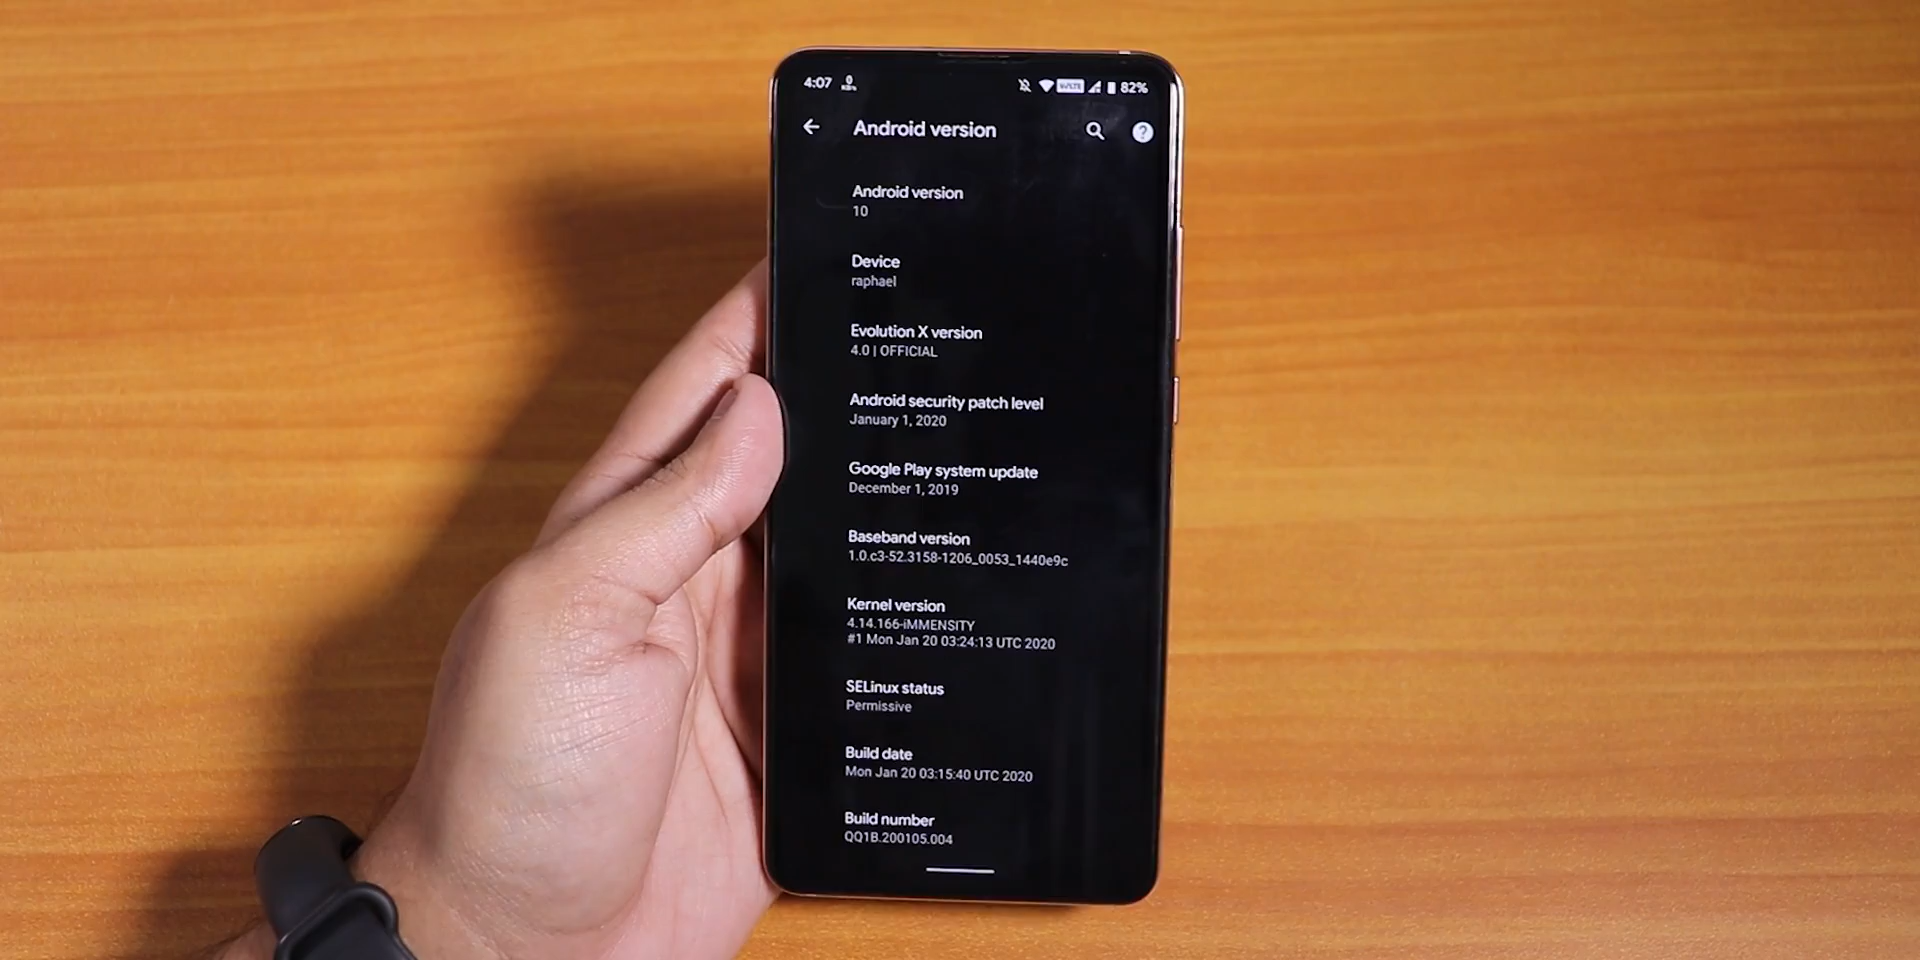 4:07 0 KB/s VoLTE 82%
Android version
Android version
10
Device
raphael
Evolution X version
4.0 | OFFICIAL
Android security patch level
January 1, 2020
Google Play system update
December 1, 2019
Baseband version
1.0.c3-52.3158-1206_0053_1440e9c
Kernel version
4.14.166-iMMENSITY
#1 Mon Jan 20 03:24:13 UTC 2020
SELinux status
Permissive
Build date
Mon Jan 20 03:15:40 UTC 2020
Build number
QQ1B.200105.004